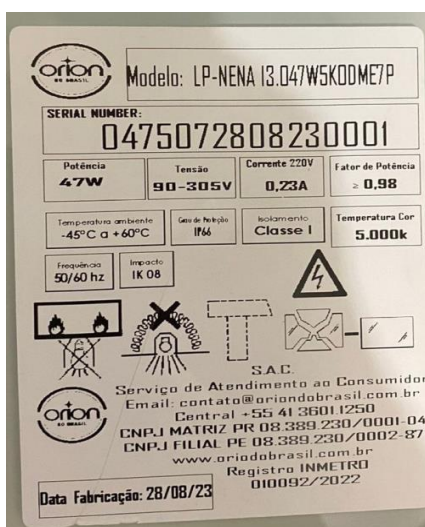 orion
DO BRASIL
Modelo: LP-NENA I3.047W5KODME7P
SERIAL NUMBER:
0475072808230001
Potência
47W
Tensão
90-305V
Corrente 220V
0,23A
Fator de Potência
≥ 0,98
Temperatura ambiente
-45ºC a +60ºC
Grau de Proteção
IP66
Isolamento
Classe I
Temperatura Cor
5.000k
Frequência
50/60 hz
Impacto
IK 08
S.A.C.
Serviço de Atendimento ao Consumidor
Email: contato@oriondobrasil.com.br
Central +55 41 3601.1250
CNPJ MATRIZ PR 08.389.230/0001-04
CNPJ FILIAL PE 08.389.230/0002-87
www.oriodobrasil.com.br
Registro INMETRO
010092/2022
orion
DO BRASIL
Data Fabricação: 28/08/23